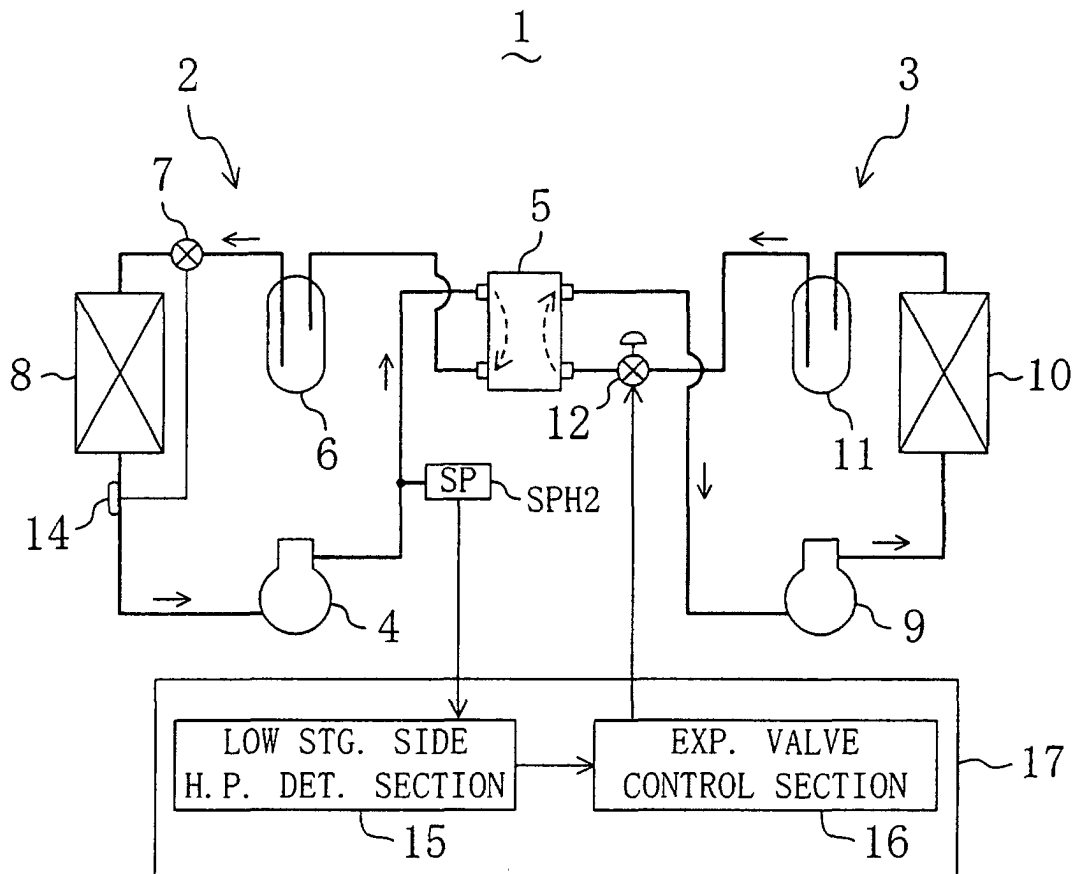 1
2
3
7
5
8
6
12
11
10
14
SP
SPH2
4
9
LOW STG. SIDE
H.P. DET. SECTION
EXP. VALVE
CONTROL SECTION
17
15
16